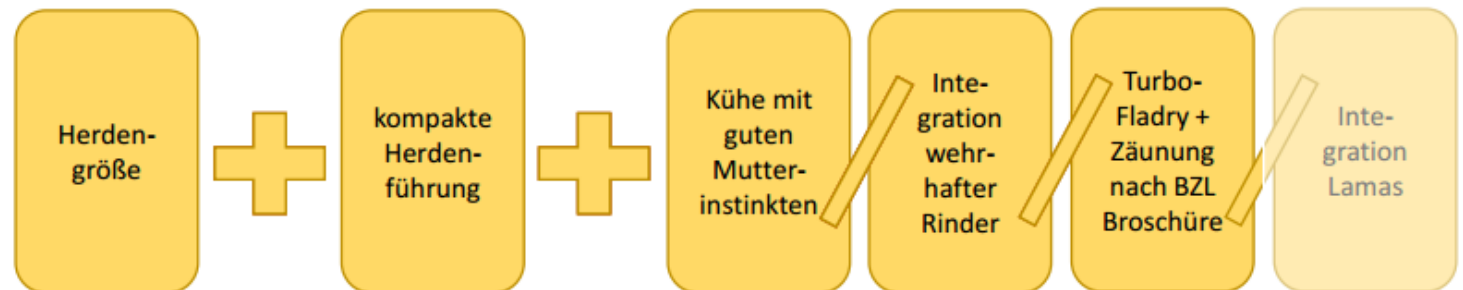 Herden-
größe
kompakte
Herden-
führung
Kühe mit
guten
Mutter-
instinkten
Inte-
gration
wehr-
hafter
Rinder
Turbo-
Fladry +
Zäunung
nach BZL
Broschüre
Inte-
gration
Lamas